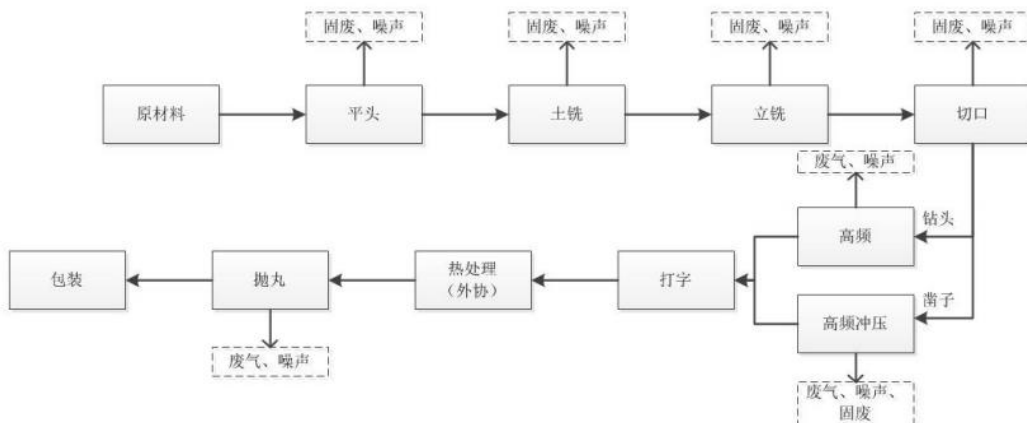 固废、噪声
固废、噪声
固废、噪声
固废、噪声
原材料
平头
土铣
立铣
切口
废气、噪声
钻头
高频
包装
抛丸
热处理
（外协）
打字
凿子
高频冲压
废气、噪声
废气、噪声、
固废